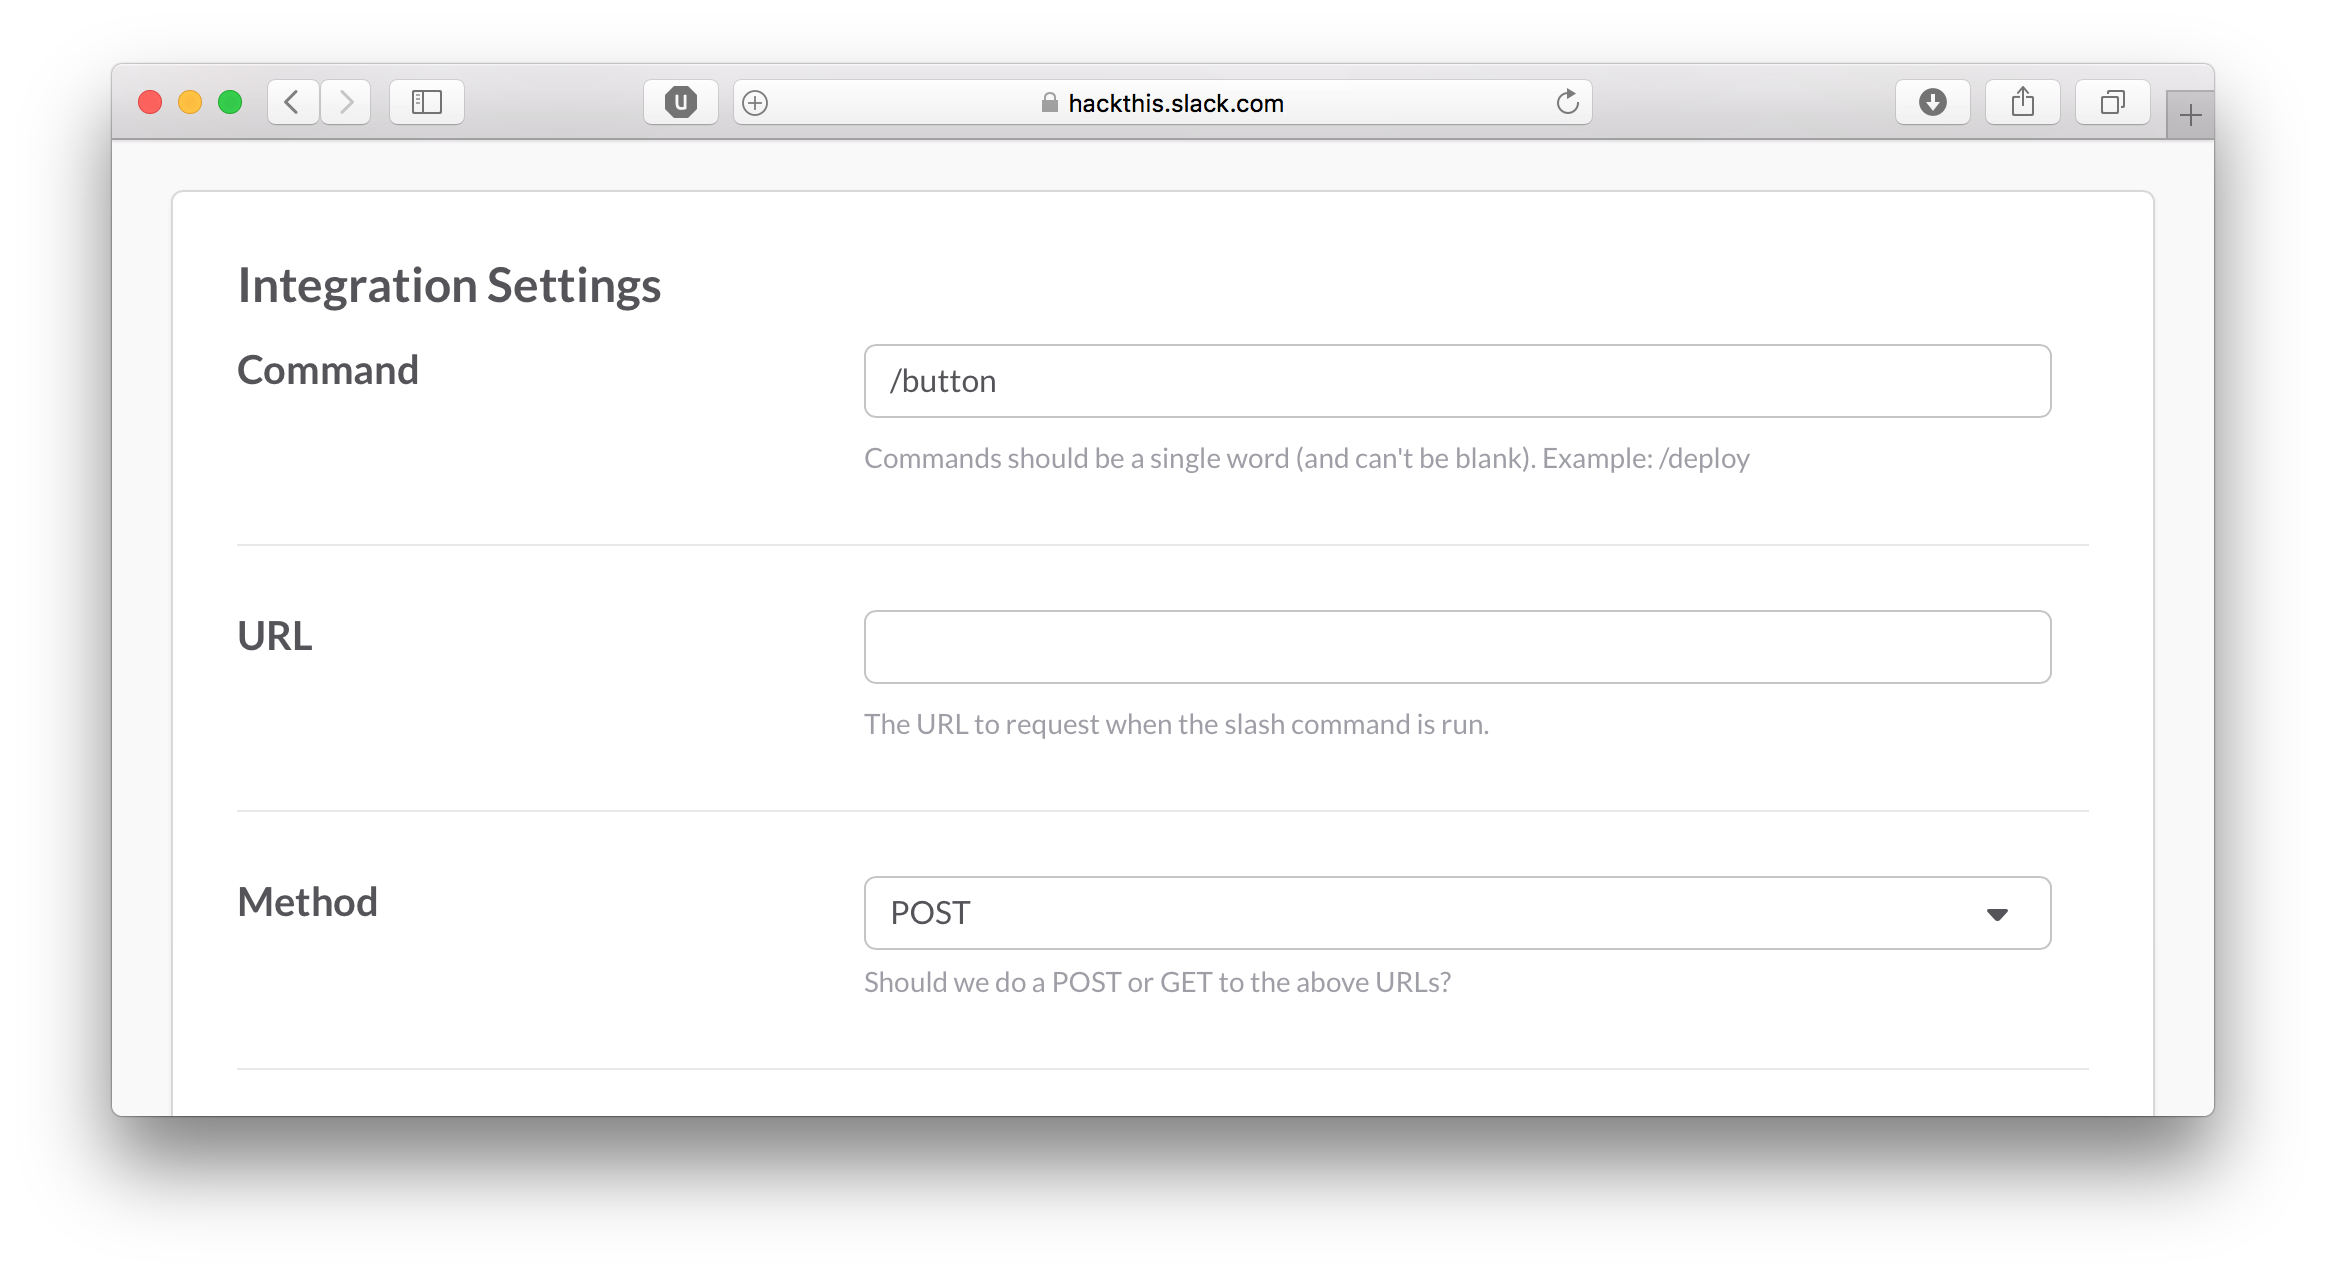 hackthis.slack.com
Integration Settings
Command
/button
Commands should be a single word (and can't be blank). Example: /deploy
URL
The URL to request when the slash command is run.
Method
POST
Should we do a POST or GET to the above URLs?